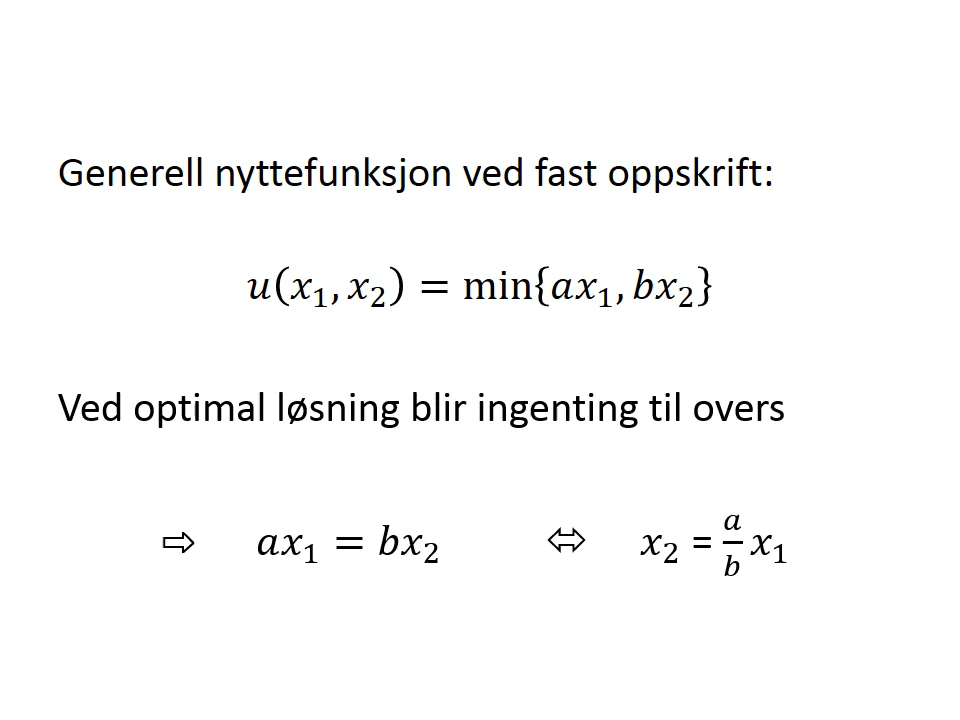 Generell nyttefunksjon ved fast oppskrift:
u(x₁, x₂) = min{ax₁, bx₂}
Ved optimal løsning blir ingenting til overs
⇨ ax₁ = bx₂ ⬄ x₂ = a/b x₁